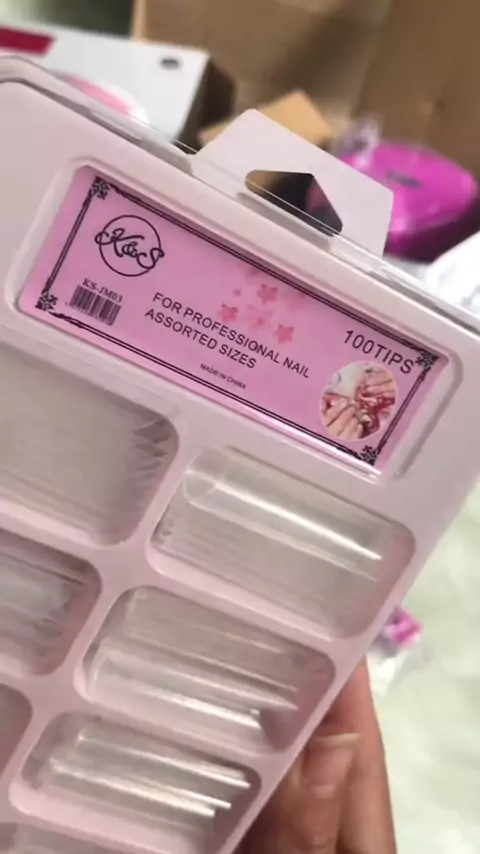 K&S
KS-JM03
FOR PROFESSIONAL NAIL
ASSORTED SIZES
100TIPS
MADE IN CHINA